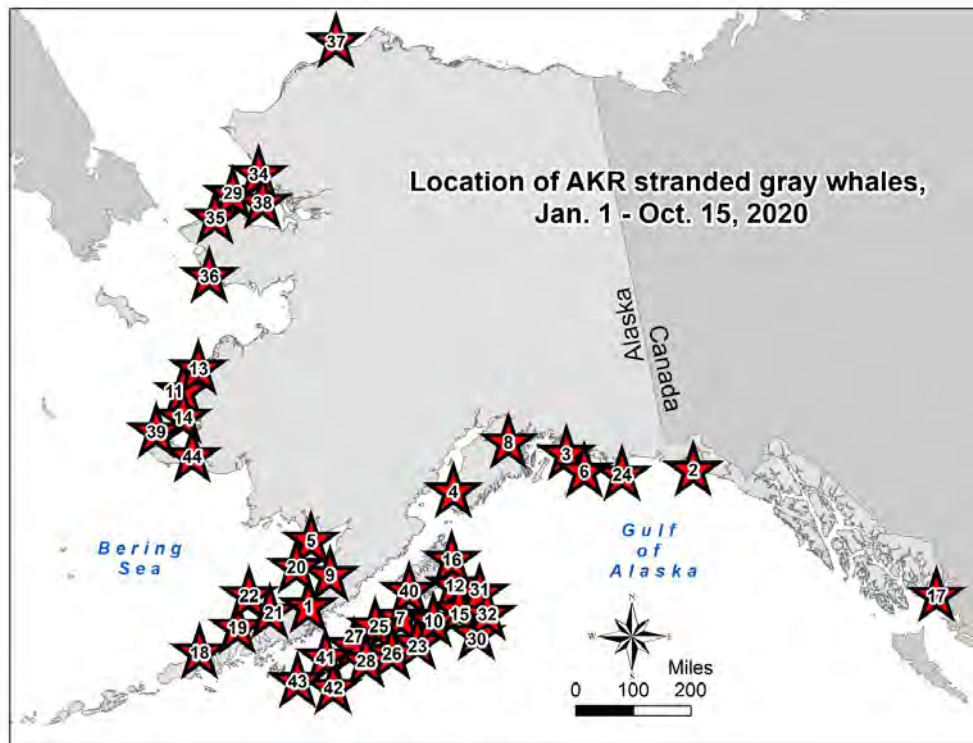 37
34
Location of AKR stranded gray whales,
Jan. 1 - Oct. 15, 2020
29
38
35
36
Alaska
Canada
13
11
14
39
44
8
3
6
24
2
4
Bering
Sea
Gulf
of
Alaska
5
20
9
16
22
1
21
19
18
40
12
31
17
25
7
10
15
32
27
23
30
41
28
26
43
42
N
W
E
S
Miles
0 100 200